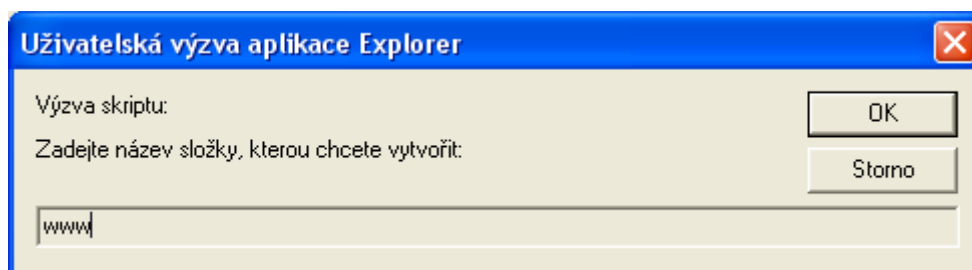 Uživatelská výzva aplikace Explorer
Výzva skriptu:
OK
Zadejte název složky, kterou chcete vytvořit:
Storno
www